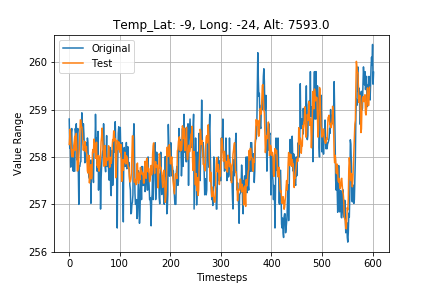 Temp_Lat: -9, Long: -24, Alt: 7593.0
Original
Test
260
259
258
257
256
Value Range
0 100 200 300 400 500 600
Timesteps